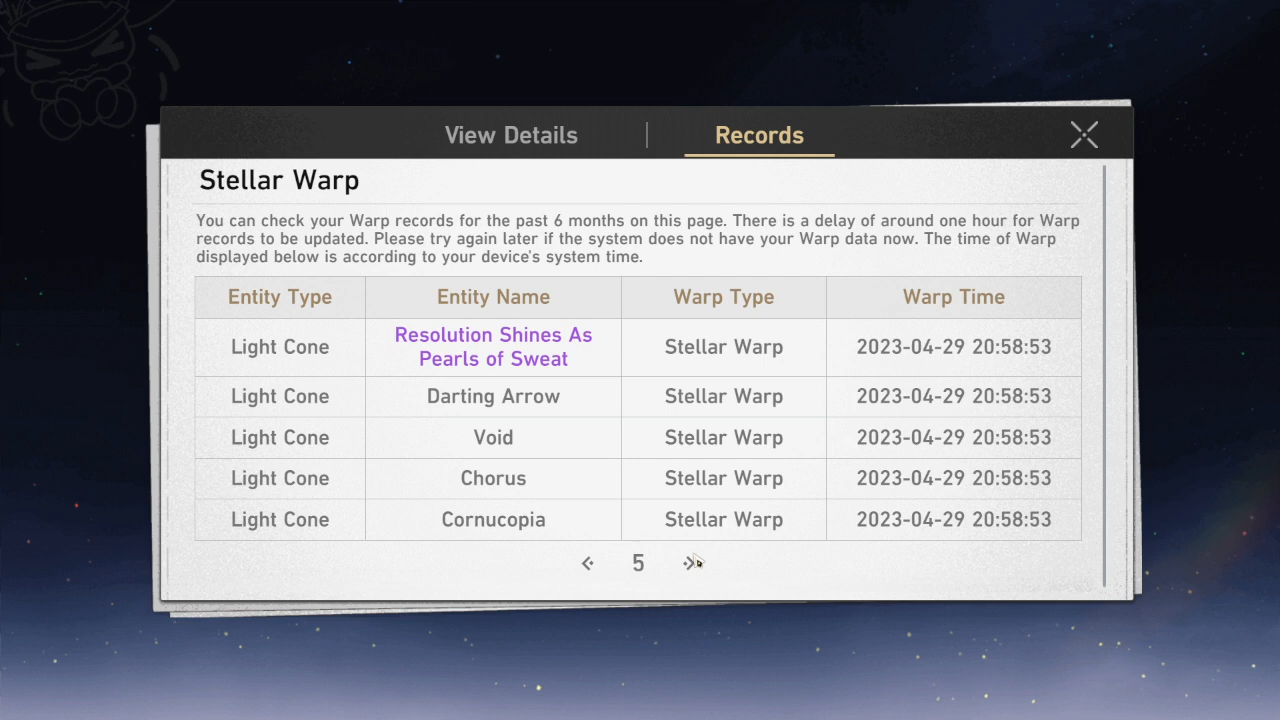 View Details | Records
Stellar Warp
You can check your Warp records for the past 6 months on this page. There is a delay of around one hour for Warp
records to be updated. Please try again later if the system does not have your Warp data now. The time of Warp
displayed below is according to your device's system time.
Entity Type Entity Name Warp Type Warp Time
Light Cone Resolution Shines As Pearls of Sweat Stellar Warp 2023-04-29 20:58:53
Light Cone Darting Arrow Stellar Warp 2023-04-29 20:58:53
Light Cone Void Stellar Warp 2023-04-29 20:58:53
Light Cone Chorus Stellar Warp 2023-04-29 20:58:53
Light Cone Cornucopia Stellar Warp 2023-04-29 20:58:53
5